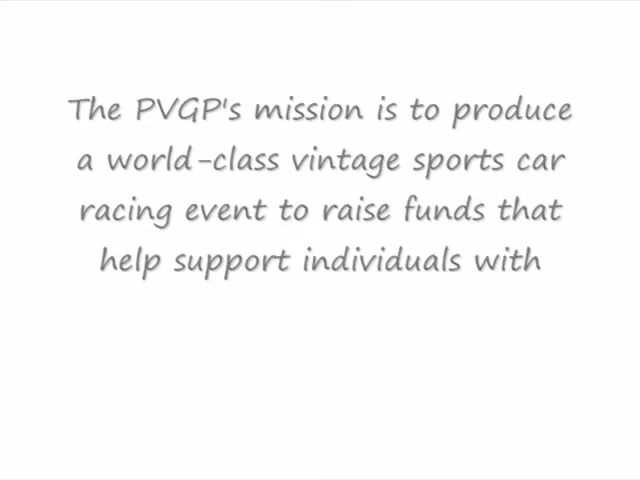 The PVGP's mission is to produce
a world-class vintage sports car
racing event to raise funds that
help support individuals with